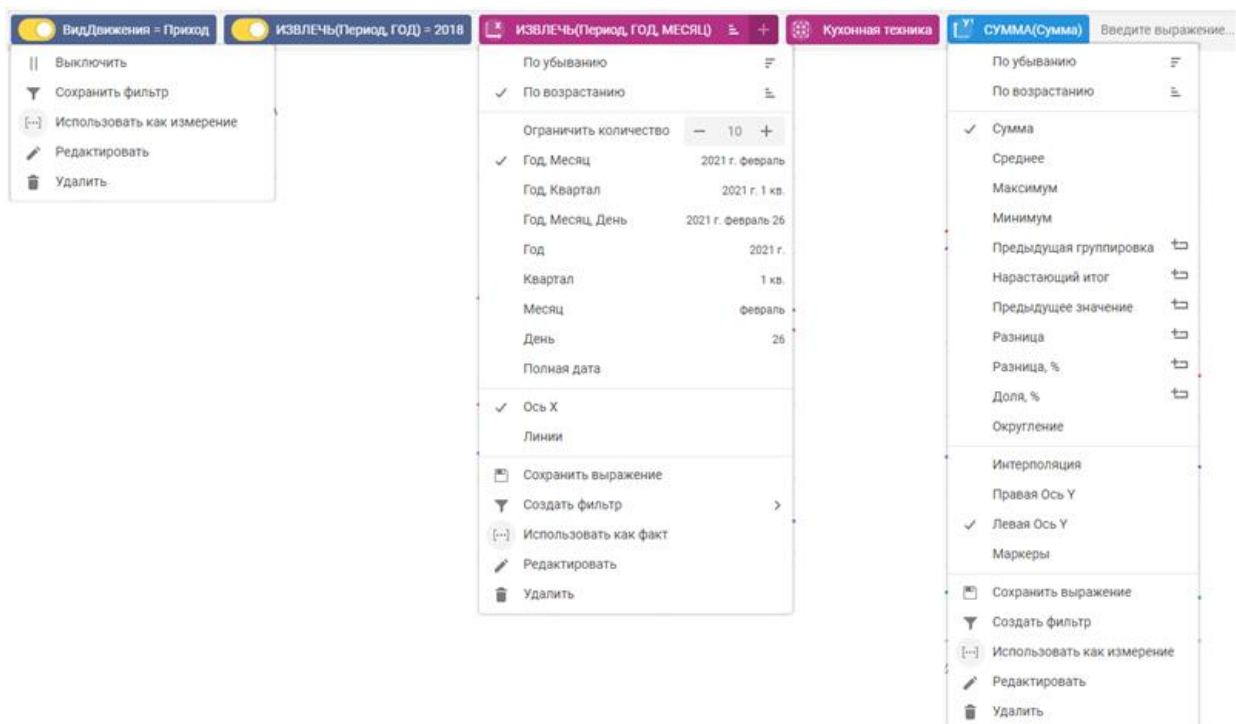 ВидДвижения = Приход
ИЗВЛЕЧЬ(Период, ГОД) = 2018
ИЗВЛЕЧЬ(Период, ГОД, МЕСЯЦ)
Кухонная техника
СУММА(Сумма)
Введите выражение...
Выключить
Сохранить фильтр
Использовать как измерение
Редактировать
Удалить
По убыванию
По возрастанию
Ограничить количество — 10 +
Год, Месяц 2021 г. февраль
Год, Квартал 2021 г. 1 кв.
Год, Месяц, День 2021 г. февраль 26
Год 2021 г.
Квартал 1 кв.
Месяц февраль
День 26
Полная дата
Ось X
Линии
Сохранить выражение
Создать фильтр
Использовать как факт
Редактировать
Удалить
По убыванию
По возрастанию
Сумма
Среднее
Максимум
Минимум
Предыдущая группировка
Нарастающий итог
Предыдущее значение
Разница
Разница, %
Доля, %
Округление
Интерполяция
Правая Ось Y
Левая Ось Y
Маркеры
Сохранить выражение
Создать фильтр
Использовать как измерение
Редактировать
Удалить